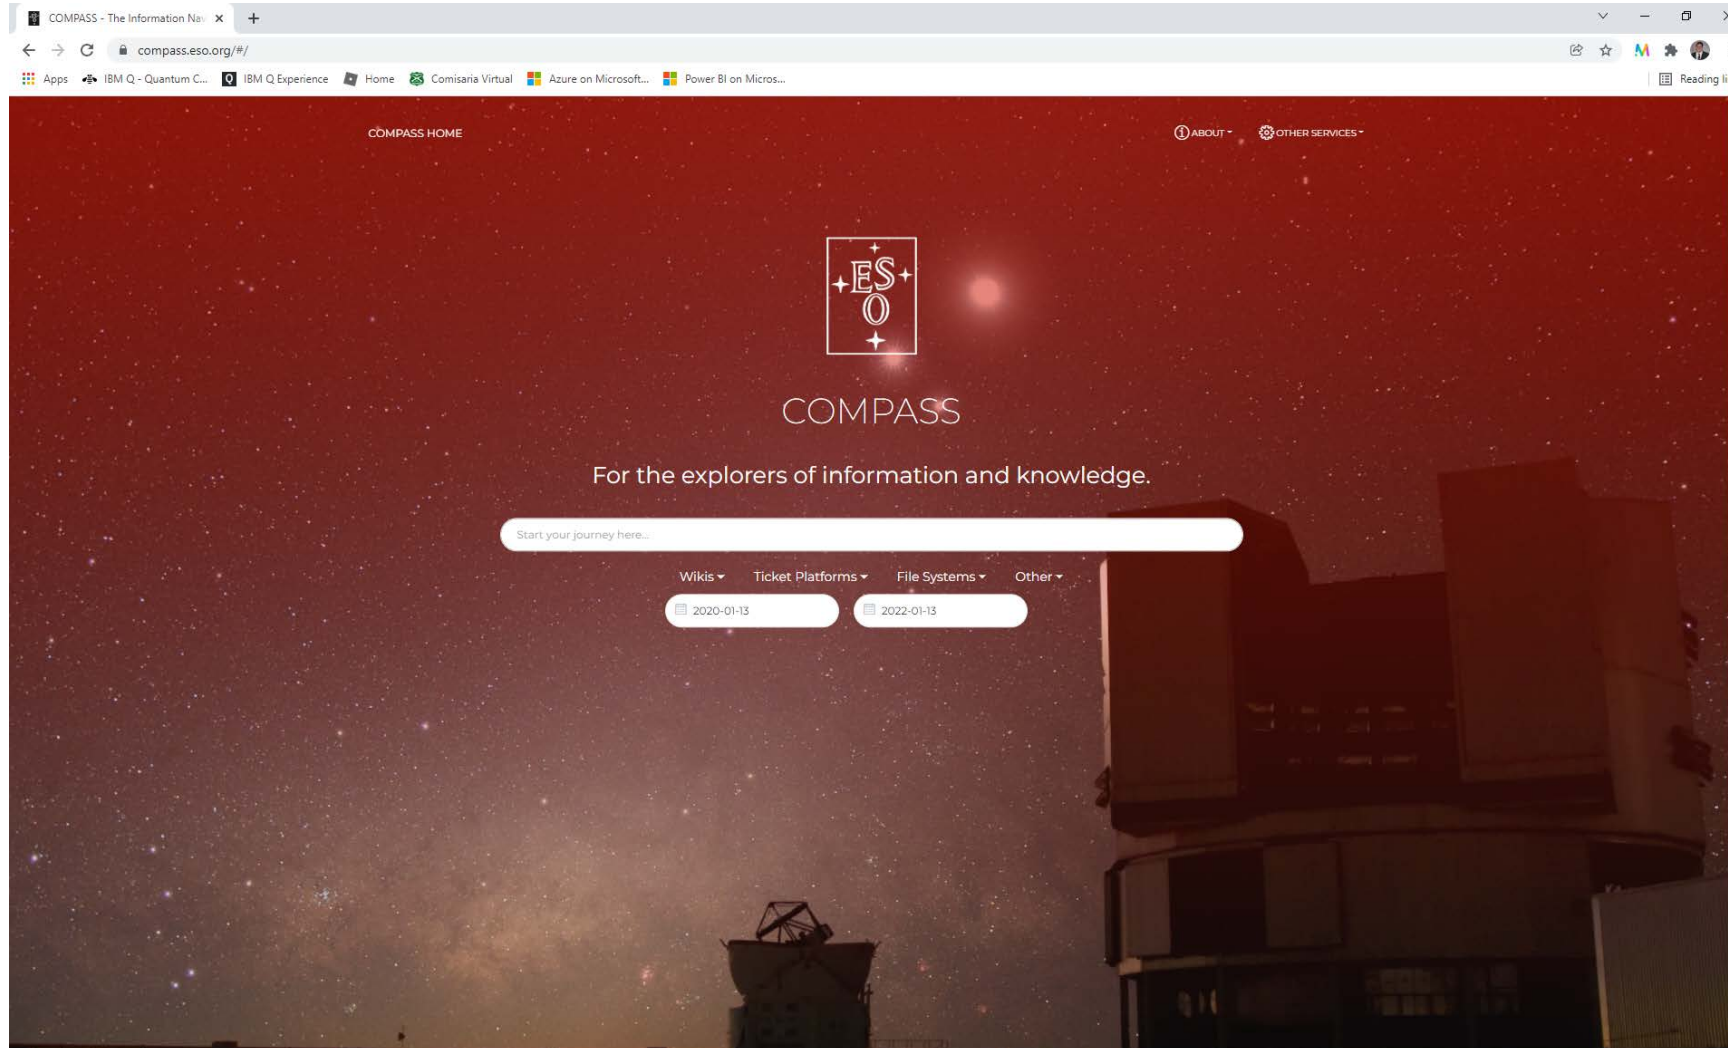 COMPASS - The Information Nav
compass.eso.org/#/
Apps IBM Q - Quantum C... IBM Q Experience Home Comisaria Virtual Azure on Microsoft... Power BI on Micros... Reading li
COMPASS HOME ABOUT OTHER SERVICES
ES
O
COMPASS
For the explorers of information and knowledge.
Start your journey here...
Wikis Ticket Platforms File Systems Other
2020-01-13 2022-01-13